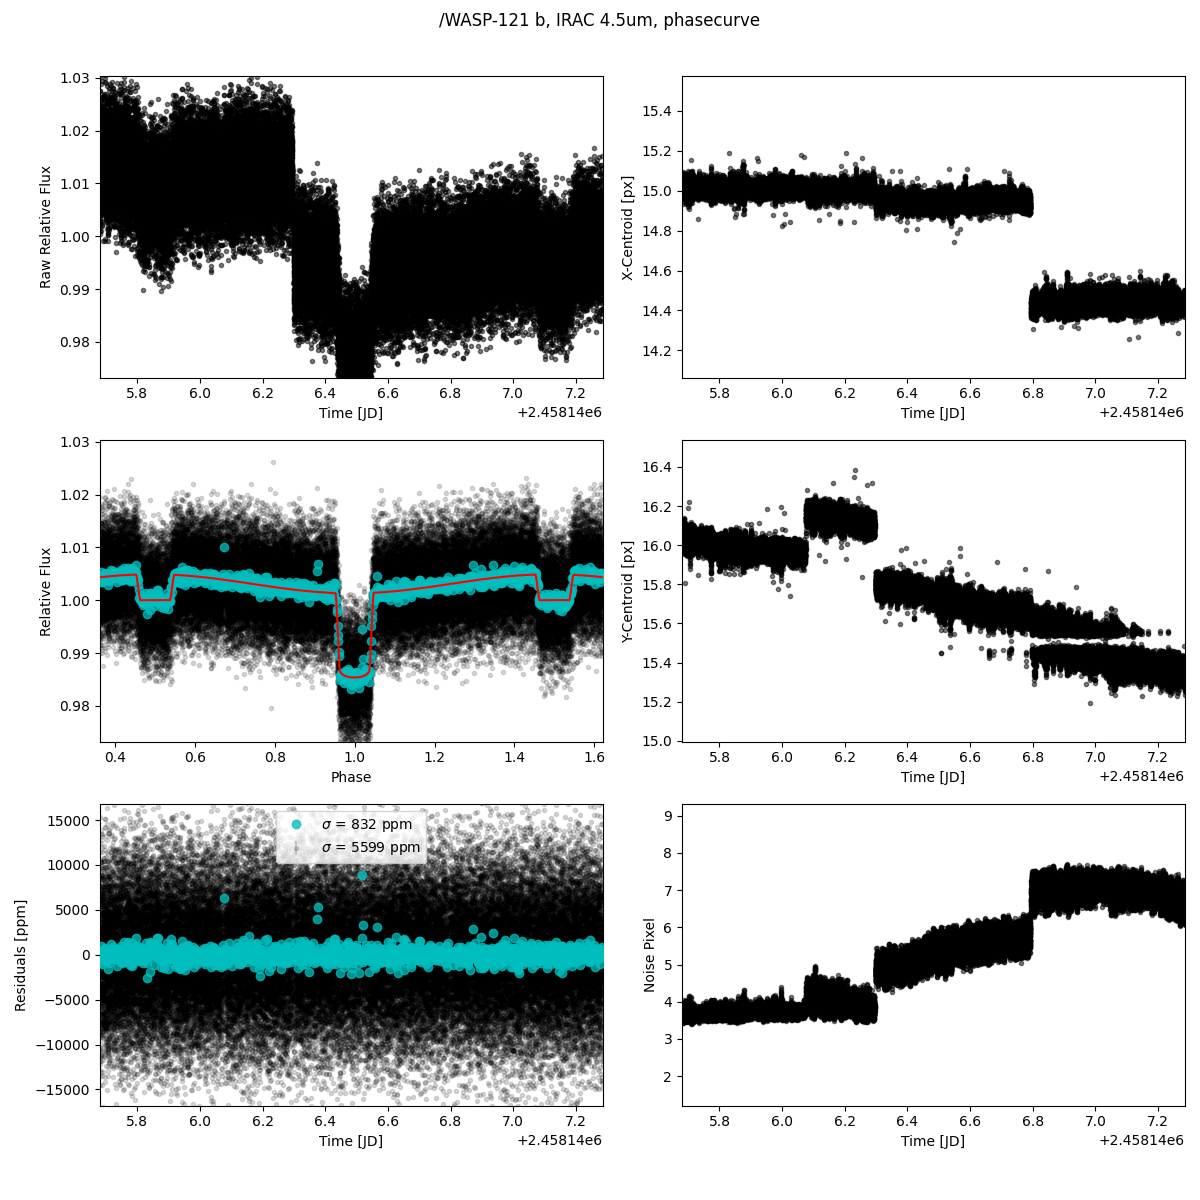 /WASP-121 b, IRAC 4.5um, phasecurve
1.03
1.02
1.01
1.00
0.99
0.98
Raw Relative Flux
5.8 6.0 6.2 6.4 6.6 6.8 7.0 7.2
Time [JD]
+2.45814e6
15.4
15.2
15.0
14.8
14.6
14.4
14.2
X-Centroid [px]
5.8 6.0 6.2 6.4 6.6 6.8 7.0 7.2
Time [JD]
+2.45814e6
1.03
1.02
1.01
1.00
0.99
0.98
Relative Flux
0.4 0.6 0.8 1.0 1.2 1.4 1.6
Phase
16.4
16.2
16.0
15.8
15.6
15.4
15.2
15.0
Y-Centroid [px]
5.8 6.0 6.2 6.4 6.6 6.8 7.0 7.2
Time [JD]
+2.45814e6
15000
10000
5000
0
−5000
−10000
−15000
Residuals [ppm]
σ = 832 ppm
σ = 5599 ppm
5.8 6.0 6.2 6.4 6.6 6.8 7.0 7.2
Time [JD]
+2.45814e6
9
8
7
6
5
4
3
2
Noise Pixel
5.8 6.0 6.2 6.4 6.6 6.8 7.0 7.2
Time [JD]
+2.45814e6